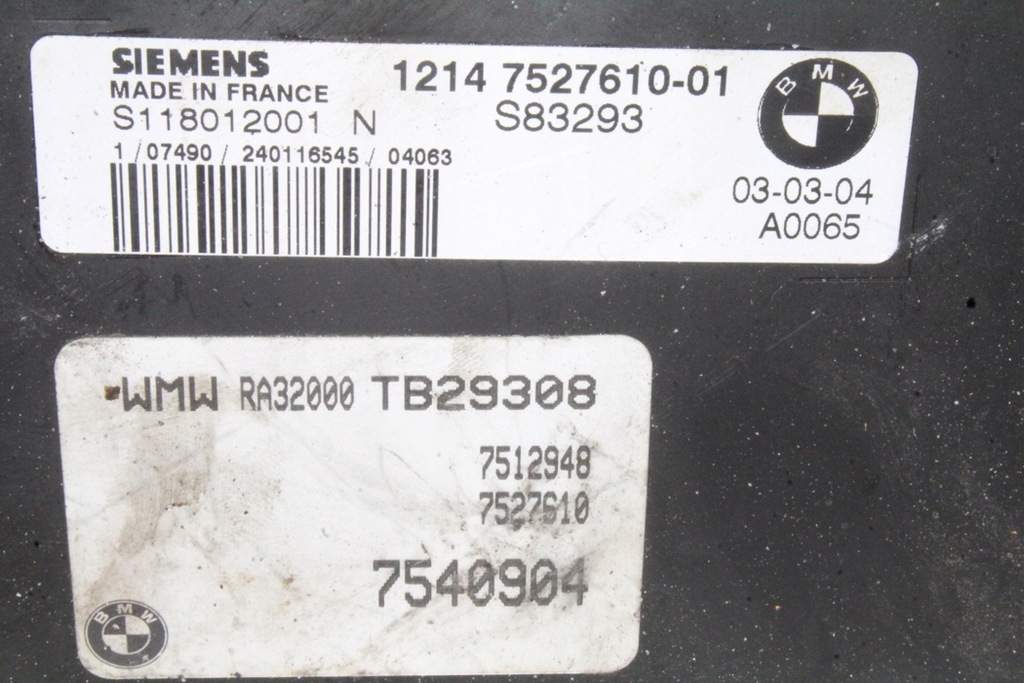 SIEMENS 1214 7527610-01 BMW
MADE IN FRANCE
S118012001 N S83293
1/07490/240116545/04063
03-03-04
A0065
WMW RA32000 TB29308
7512948
7527610
7540904
BMW